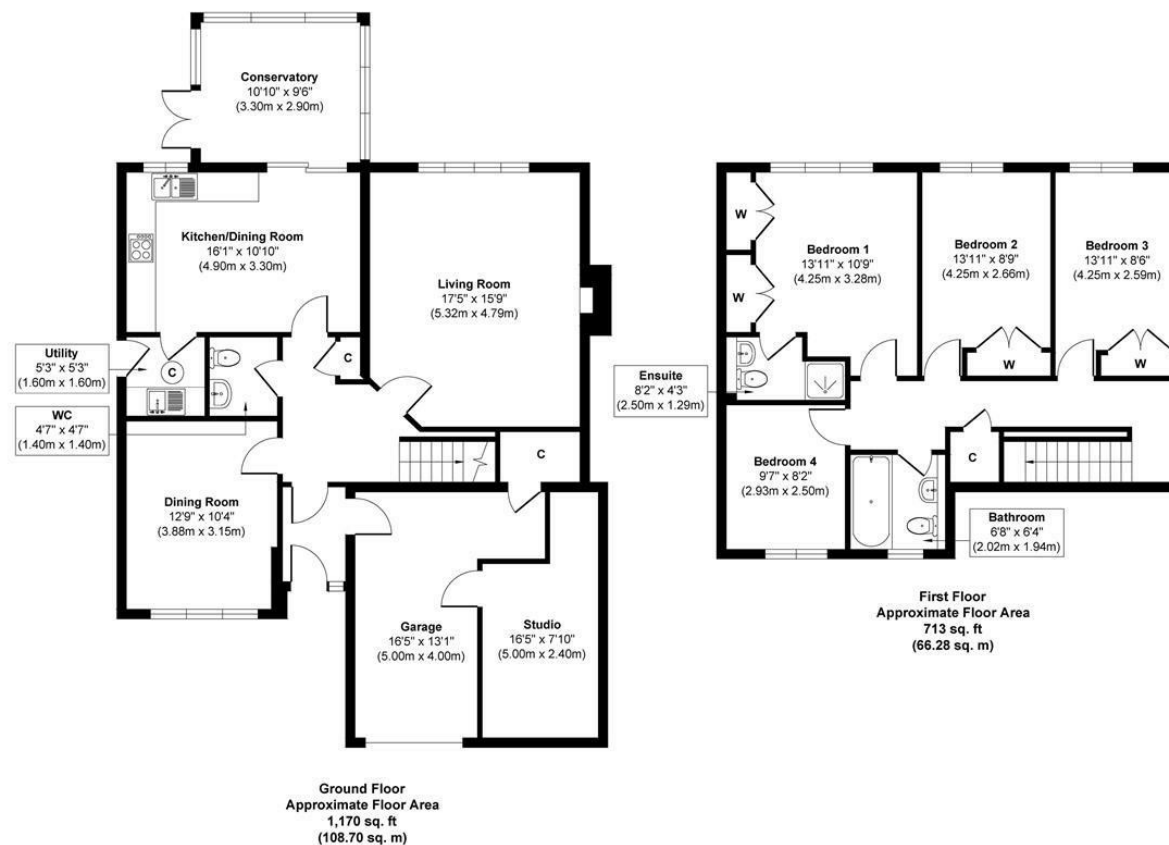 Conservatory
10'10" x 9'6"
(3.30m x 2.90m)
Kitchen/Dining Room
16'1" x 10'10"
(4.90m x 3.30m)
Living Room
17'5" x 15'9"
(5.32m x 4.79m)
Utility
5'3" x 5'3"
(1.60m x 1.60m)
C
C
WC
4'7" x 4'7"
(1.40m x 1.40m)
Dining Room
12'9" x 10'4"
(3.88m x 3.15m)
C
Garage
16'5" x 13'1"
(5.00m x 4.00m)
Studio
16'5" x 7'10"
(5.00m x 2.40m)
Ground Floor
Approximate Floor Area
1,170 sq. ft
(108.70 sq. m)
W
W
Bedroom 1
13'11" x 10'9"
(4.25m x 3.28m)
Bedroom 2
13'11" x 8'9"
(4.25m x 2.66m)
Bedroom 3
13'11" x 8'6"
(4.25m x 2.59m)
W
W
Ensuite
8'2" x 4'3"
(2.50m x 1.29m)
Bedroom 4
9'7" x 8'2"
(2.93m x 2.50m)
C
Bathroom
6'8" x 6'4"
(2.02m x 1.94m)
First Floor
Approximate Floor Area
713 sq. ft
(66.28 sq. m)